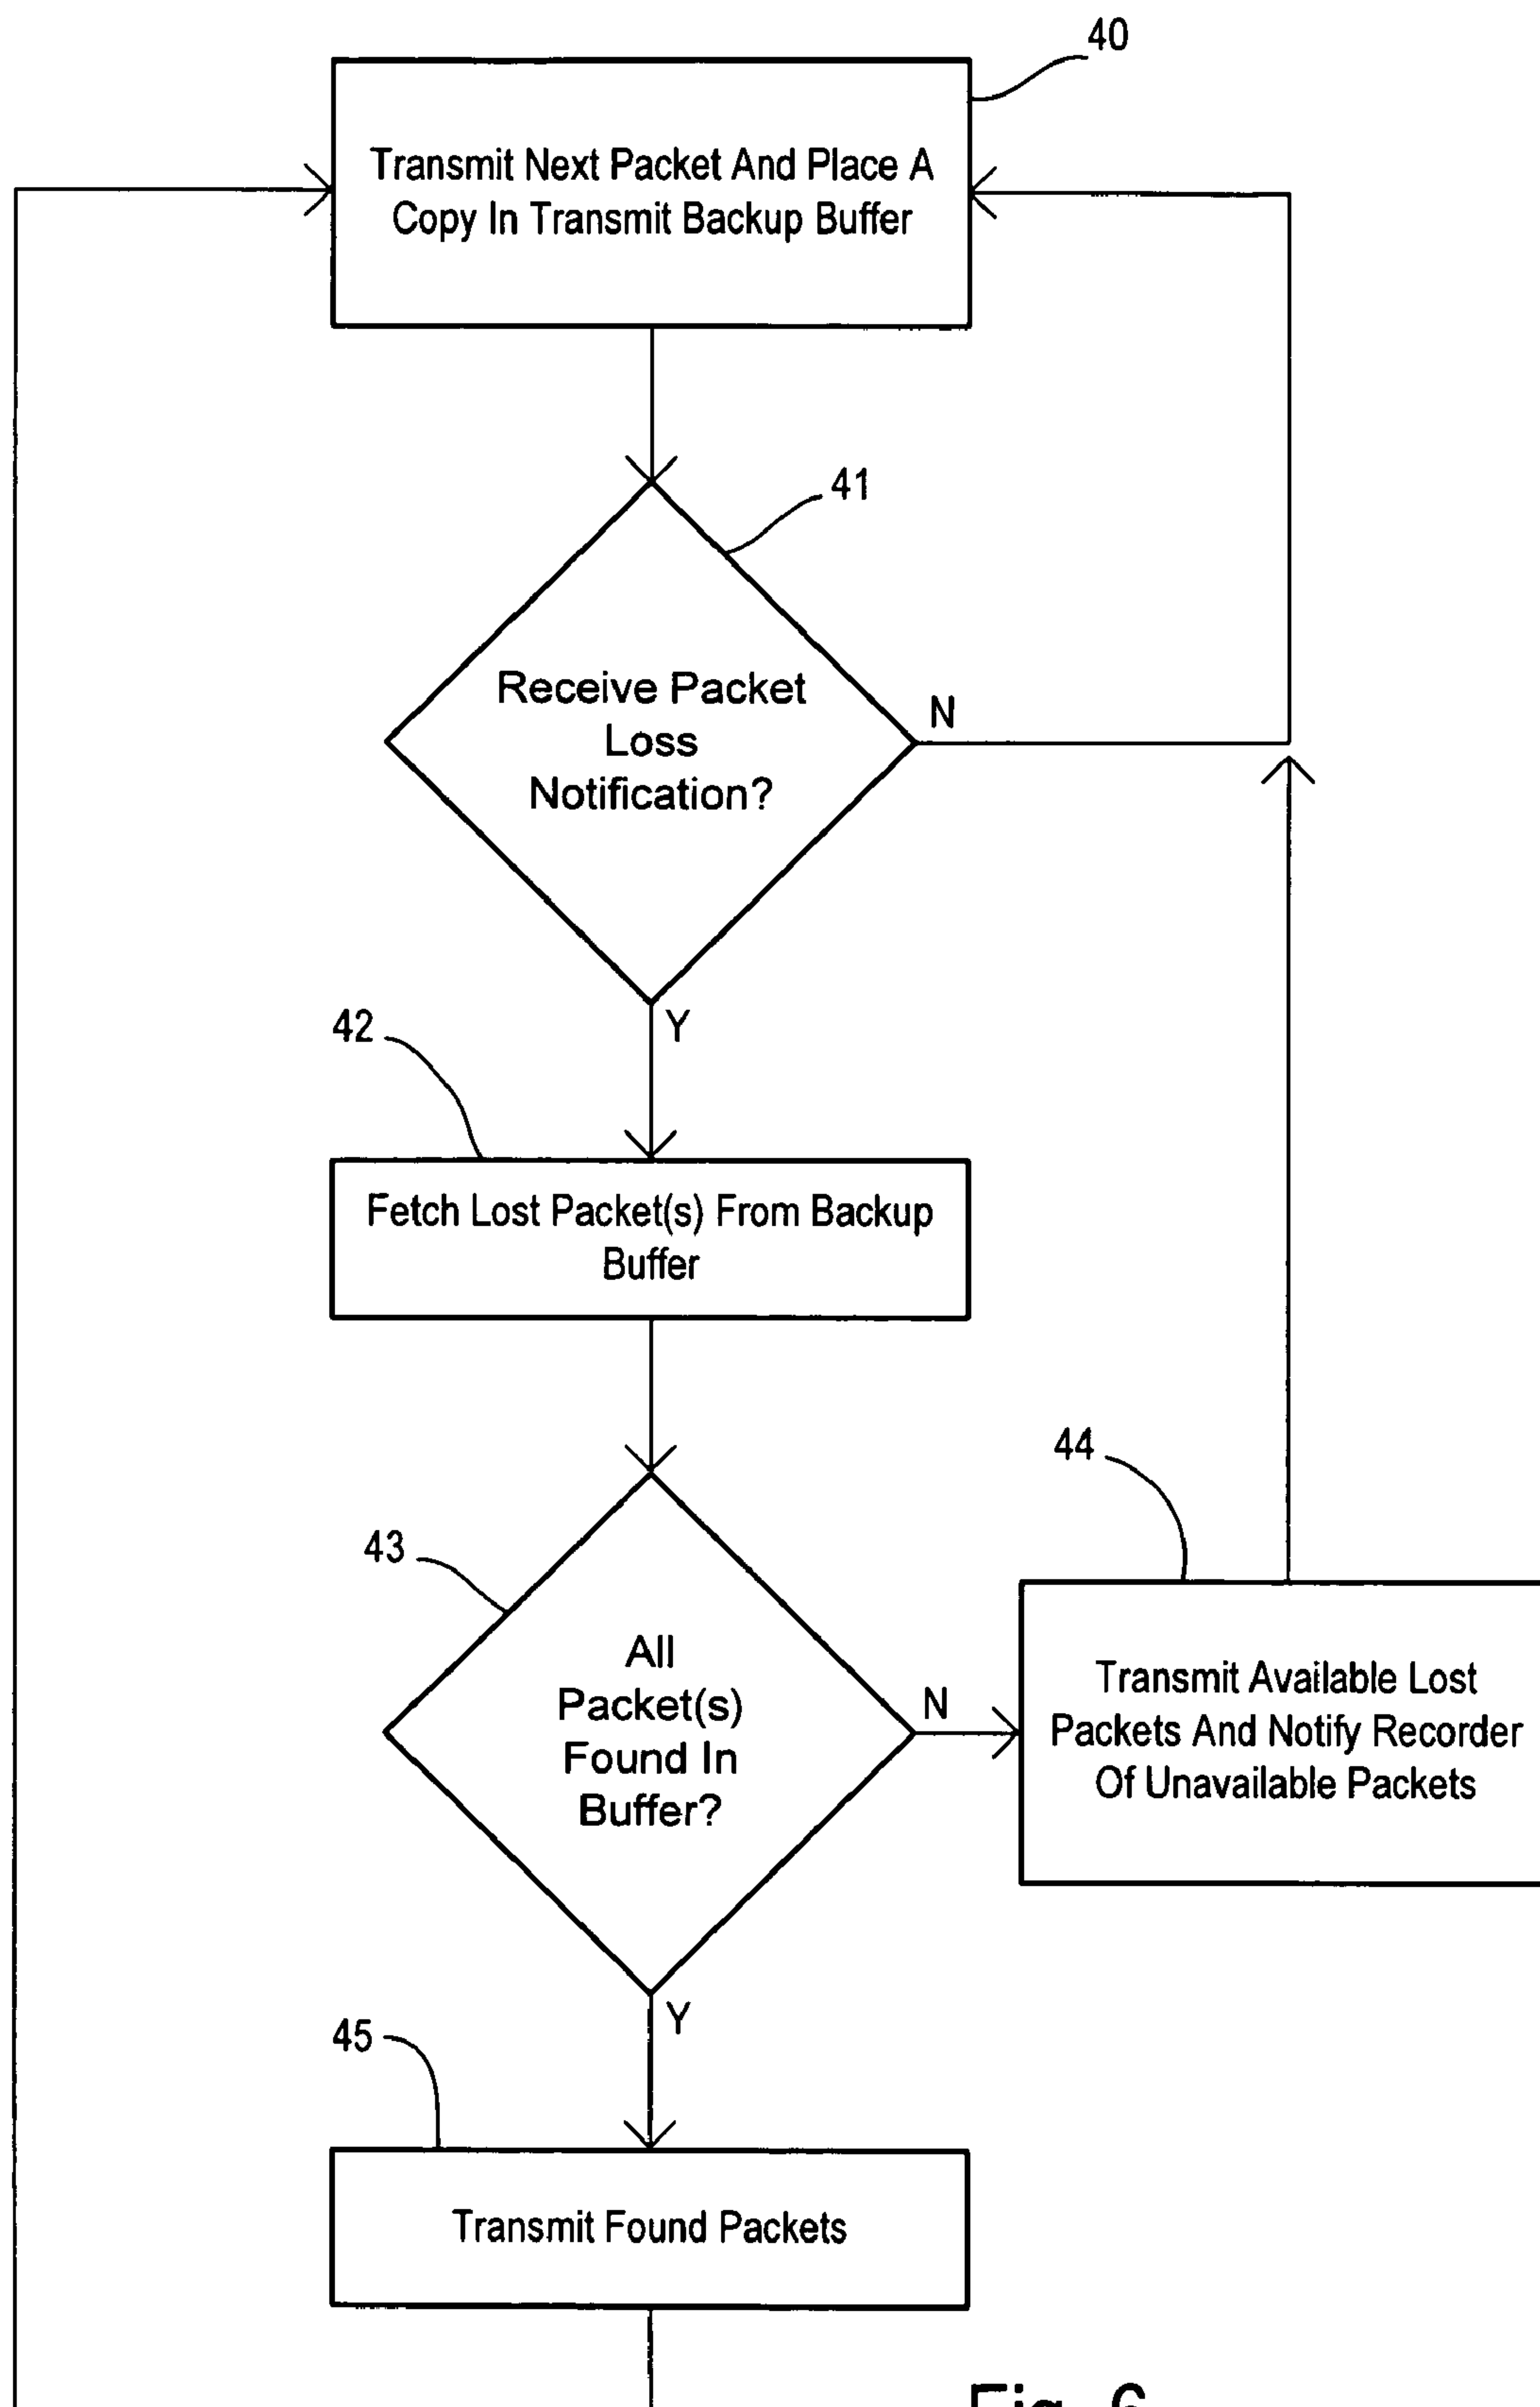 40
Transmit Next Packet And Place A
Copy In Transmit Backup Buffer
41
Receive Packet
Loss
Notification?
N
Y
42
Fetch Lost Packet(s) From Backup
Buffer
43
All
Packet(s)
Found In
Buffer?
N
44
Transmit Available Lost
Packets And Notify Recorder
Of Unavailable Packets
Y
45
Transmit Found Packets
Fig. 6